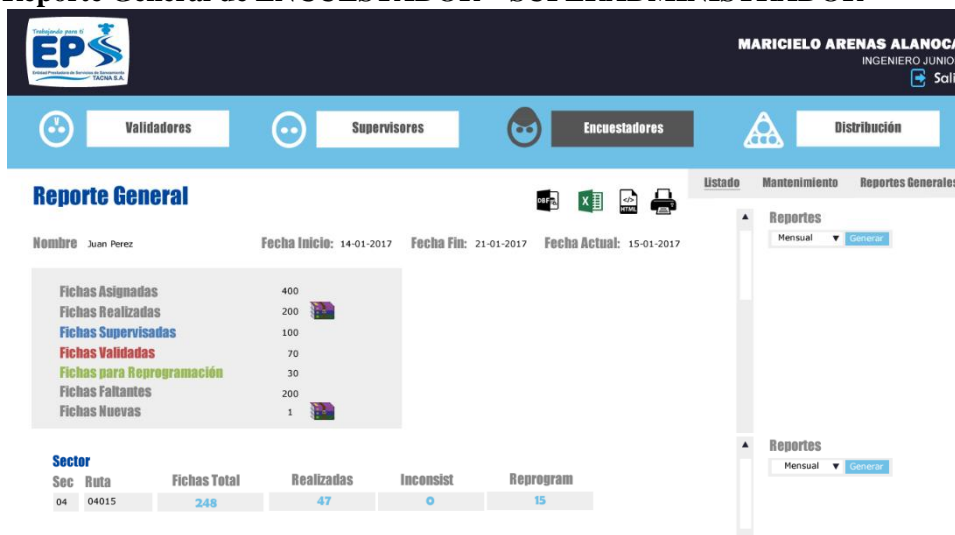 Reporte General de ENCUESTADOR – SUPERADMINISTRADOR
Trabajando para ti
EPS
Entidad Prestadora de Servicios de Saneamiento
TACNA S.A.
MARICIELO ARENAS ALANOCA
INGENIERO JUNIO
Sali
Validadores
Supervisores
Encuestadores
Distribución
Reporte General
DBF
X
</>
HTML
Listado Mantenimiento Reportes Generales
Nombre Juan Perez Fecha Inicio: 14-01-2017 Fecha Fin: 21-01-2017 Fecha Actual: 15-01-2017
Reportes
Mensual ▼ Generar
Fichas Asignadas 400
Fichas Realizadas 200
Fichas Supervisadas 100
Fichas Validadas 70
Fichas para Reprogramación 30
Fichas Faltantes 200
Fichas Nuevas 1
Reportes
Mensual ▼ Generar
Sector
Sec Ruta Fichas Total Realizadas Inconsist Reprogram
04 04015 248 47 0 15